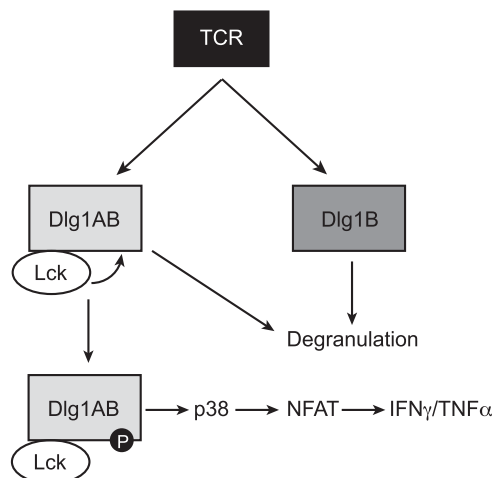 TCR
Dlg1AB
Dlg1B
Lck
Degranulation
Dlg1AB
p38
NFAT
IFNγ/TNFα
P
Lck